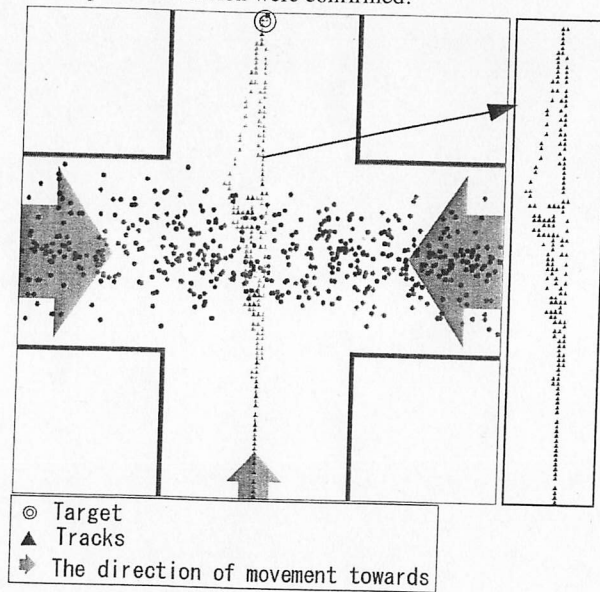 were confirmed.
Target
Tracks
The direction of movement towards